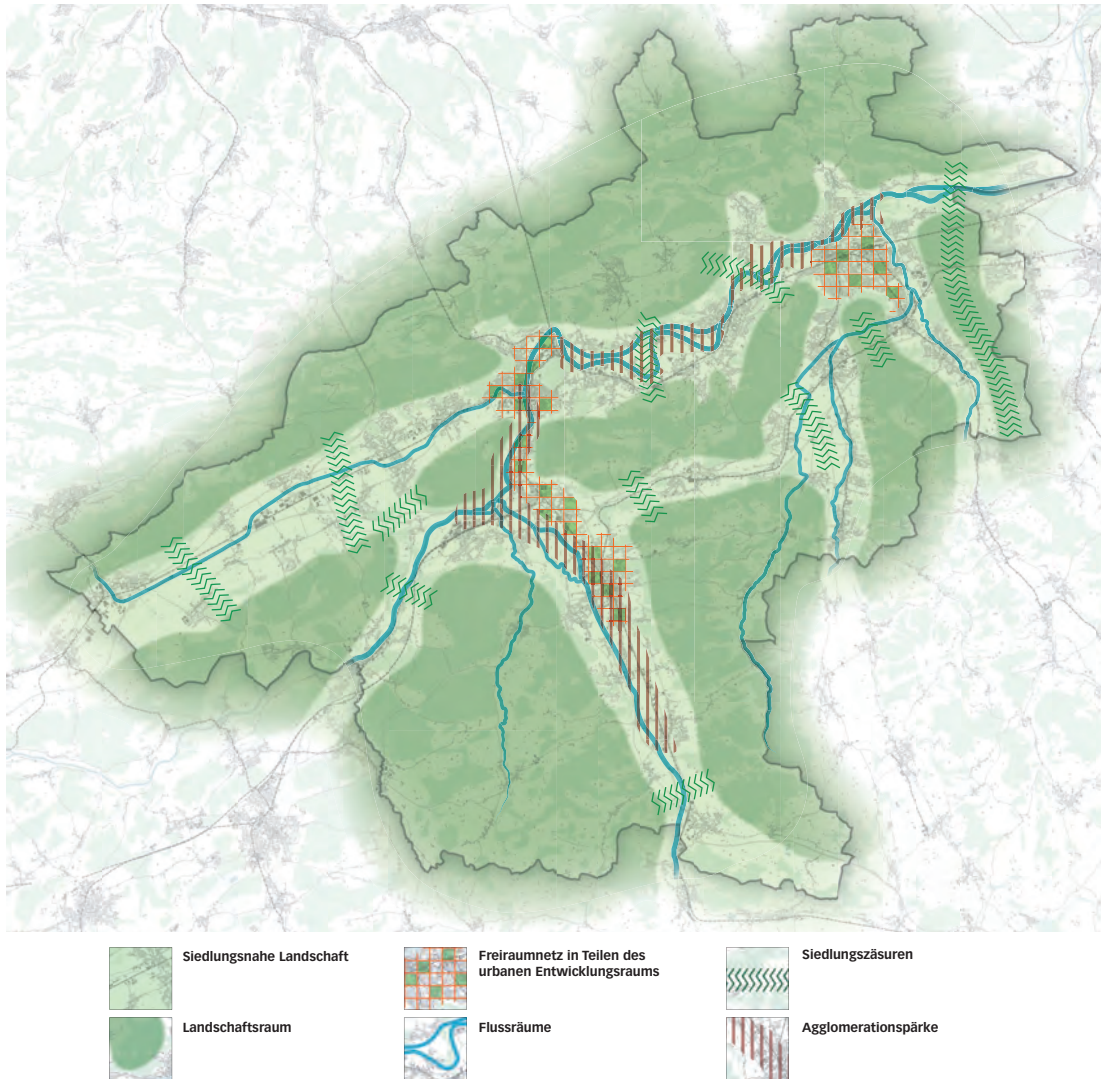 Siedlungsnahe Landschaft
Landschaftsraum
Freiraumnetz in Teilen des
urbanen Entwicklungsraums
Flussräume
Siedlungszäsuren
Agglomerationspärke